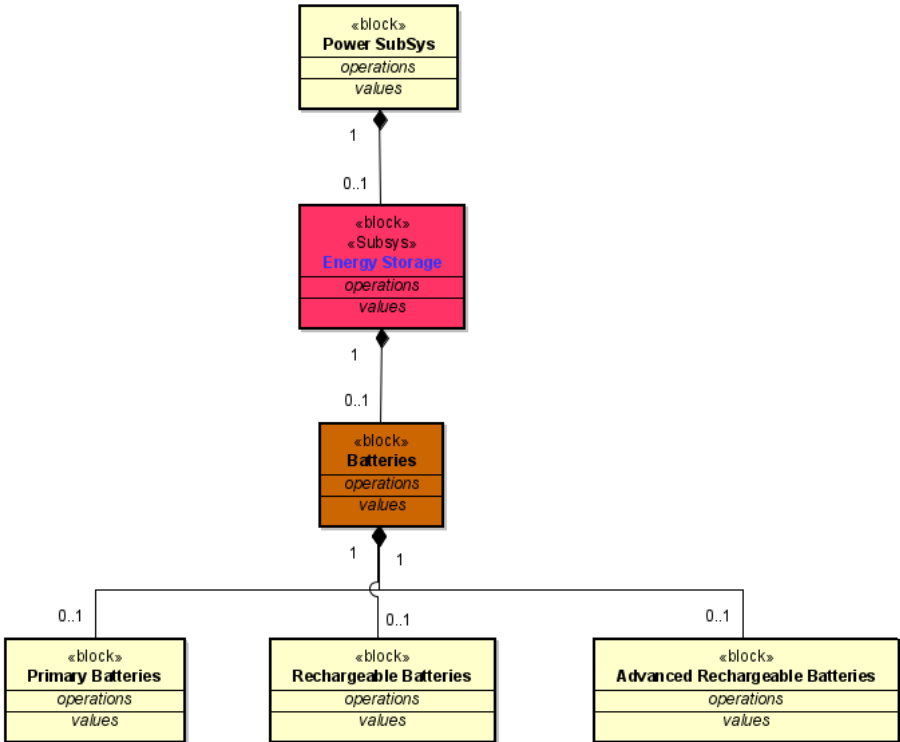 «block»
Power SubSys
operations
values
1
0..1
«block»
«Subsys»
Energy Storage
operations
values
1
0..1
«block»
Batteries
operations
values
1 1
0..1 0..1 0..1
«block» «block» «block»
Primary Batteries Rechargeable Batteries Advanced Rechargeable Batteries
operations operations operations
values values values